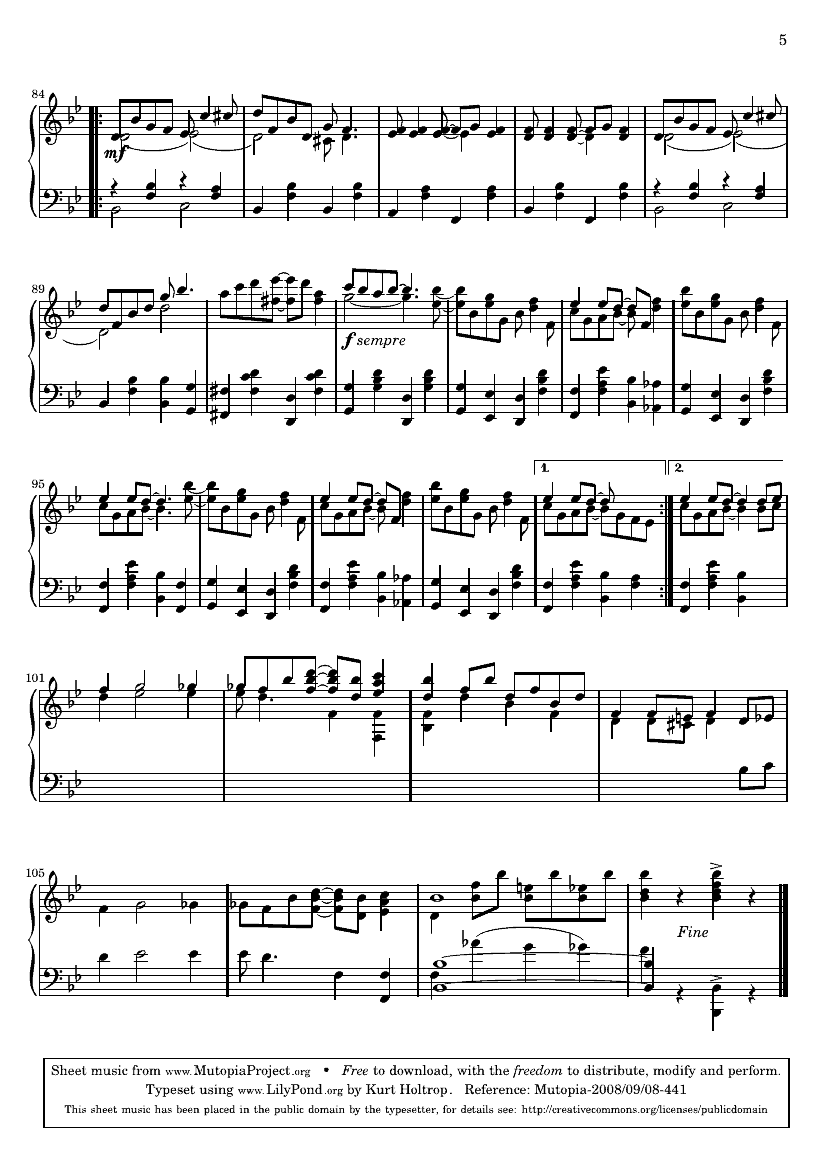 5
84
mf
89
f sempre
95
1. 2.
101
105
Fine
Sheet music from www.MutopiaProject.org • Free to download, with the freedom to distribute, modify and perform.
Typeset using www.LilyPond.org by Kurt Holtrop. Reference: Mutopia-2008/09/08-441
This sheet music has been placed in the public domain by the typesetter, for details see: http://creativecommons.org/licenses/publicdomain